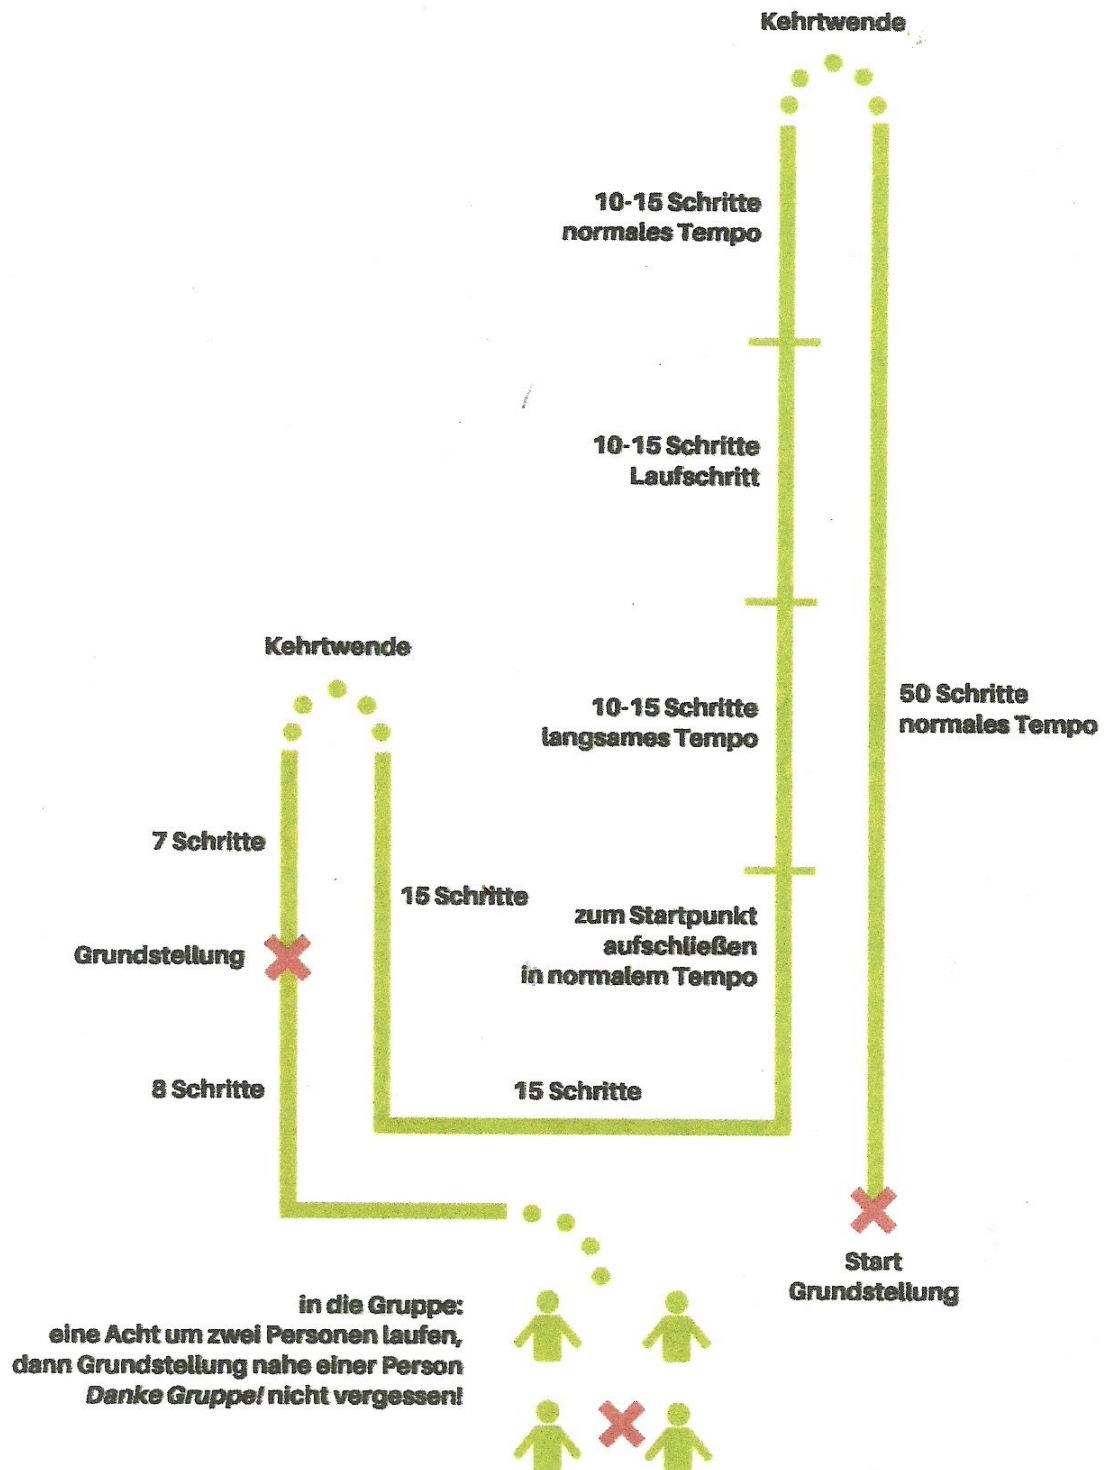 Kehrtwende
10-15 Schritte
normales Tempo
10-15 Schritte
Laufschritt
Kehrtwende
10-15 Schritte
langsames Tempo
50 Schritte
normales Tempo
7 Schritte
15 Schritte
zum Startpunkt
aufschließen
in normalem Tempo
Grundstellung
8 Schritte
15 Schritte
Start
Grundstellung
in die Gruppe:
eine Acht um zwei Personen laufen,
dann Grundstellung nahe einer Person
Danke Gruppe! nicht vergessen!